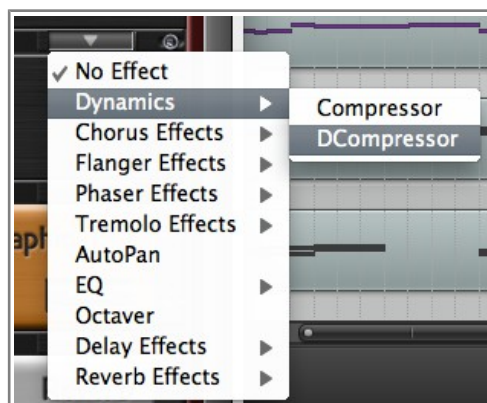 No Effect
Dynamics
Chorus Effects
Flanger Effects
Phaser Effects
Tremolo Effects
AutoPan
EQ
Octaver
Delay Effects
Reverb Effects
Compressor
DCompressor